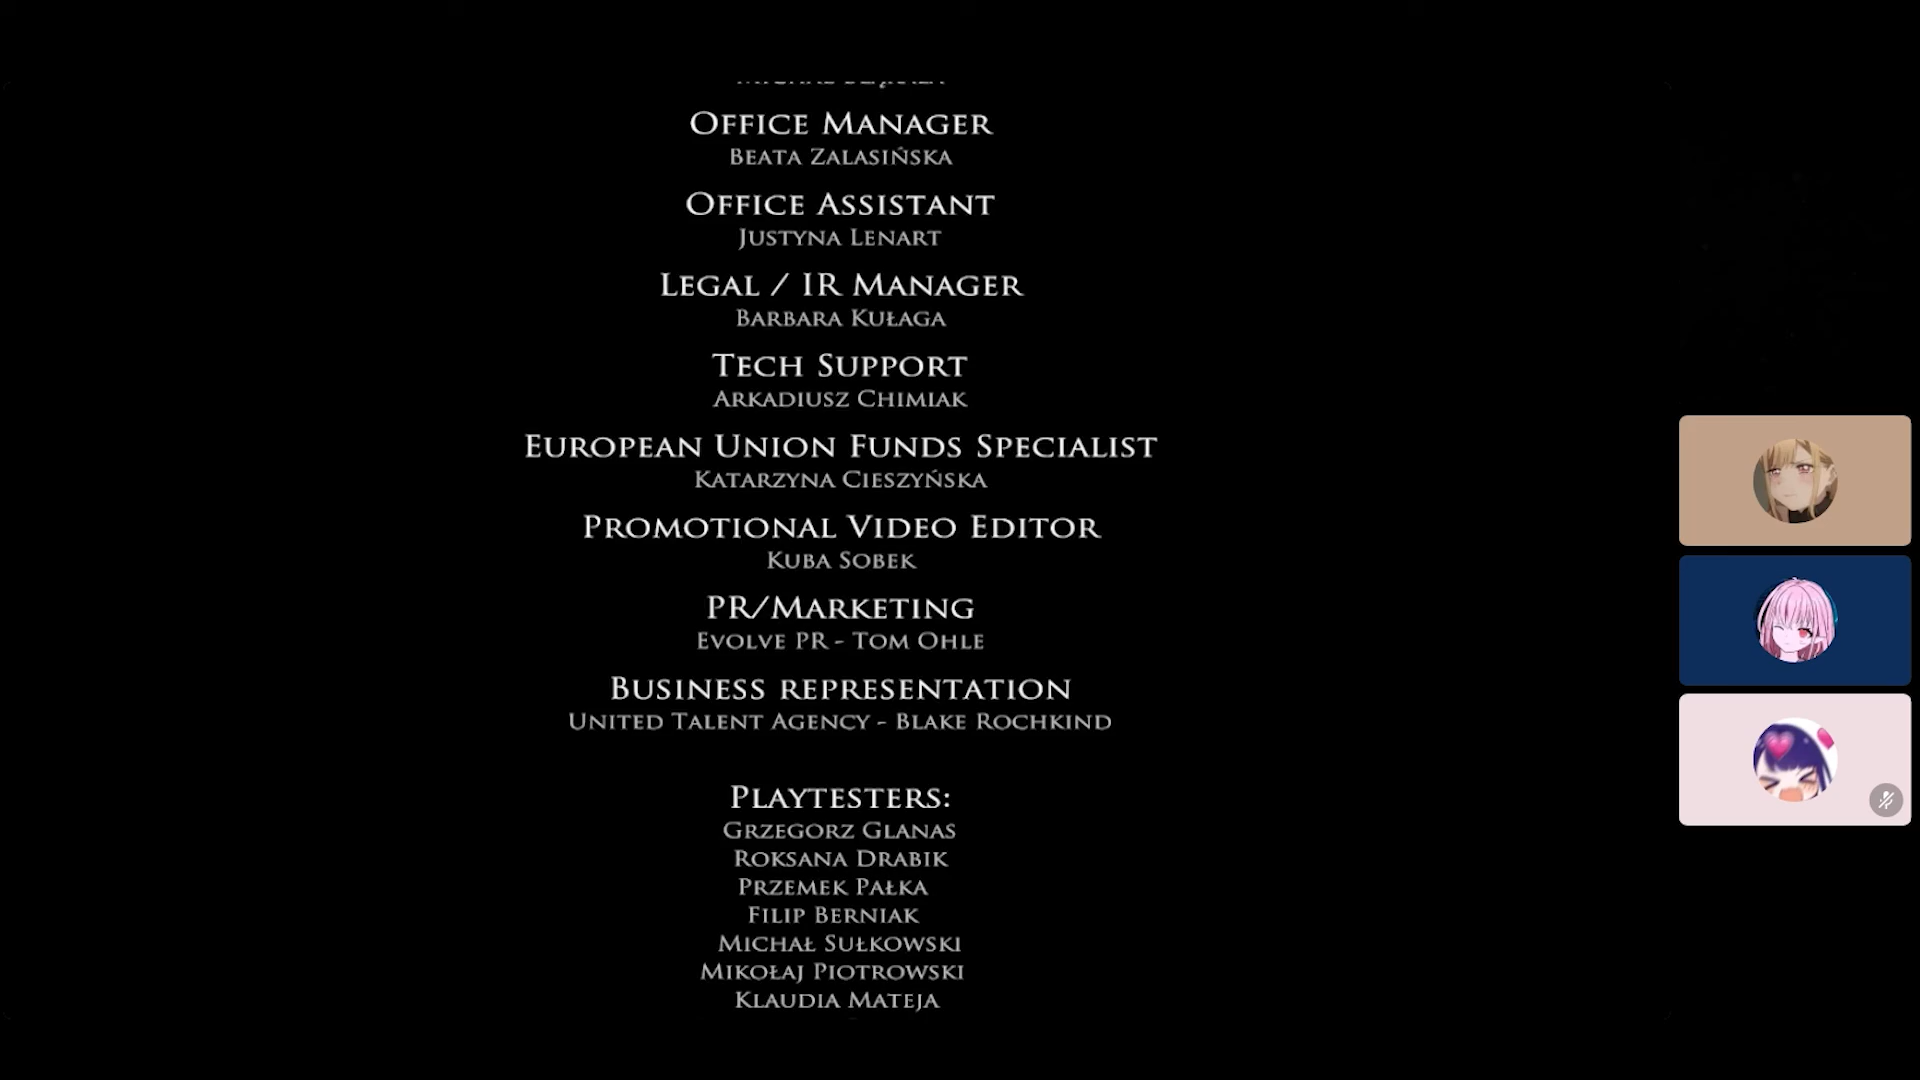 Office Manager
Beata Zalasińska
Office Assistant
Justyna Lenart
Legal / IR Manager
Barbara Kułaga
Tech Support
Arkadiusz Chimiak
European Union Funds Specialist
Katarzyna Cieszyńska
Promotional Video Editor
Kuba Sobek
PR/Marketing
Evolve PR - Tom Ohle
Business representation
United Talent Agency - Blake Rochkind
Playtesters:
Grzegorz Glanas
Roksana Drabik
Przemek Pałka
Filip Berniak
Michał Sułkowski
Mikołaj Piotrowski
Klaudia Mateja